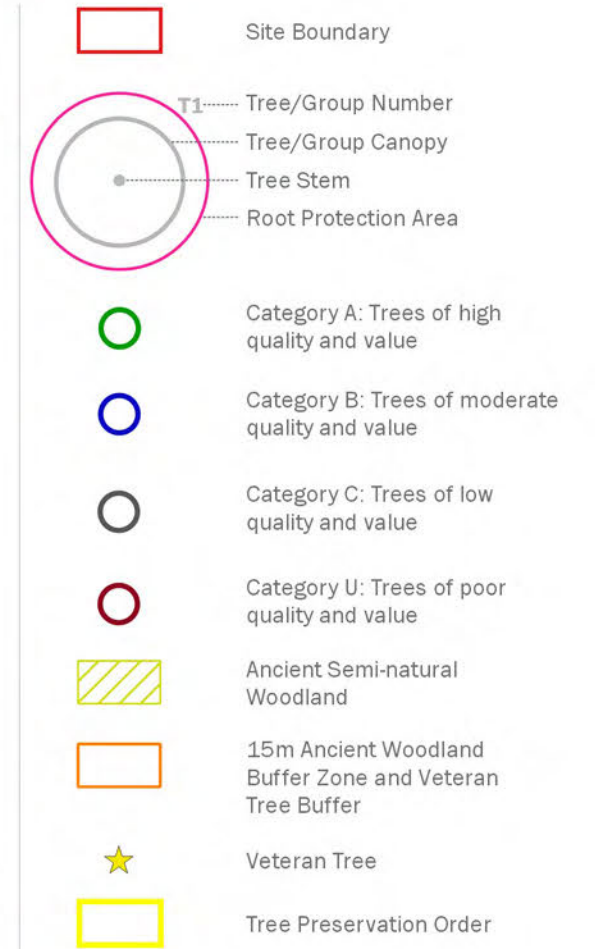 Site Boundary
T1
Tree/Group Number
Tree/Group Canopy
Tree Stem
Root Protection Area
Category A: Trees of high
quality and value
Category B: Trees of moderate
quality and value
Category C: Trees of low
quality and value
Category U: Trees of poor
quality and value
Ancient Semi-natural
Woodland
15m Ancient Woodland
Buffer Zone and Veteran
Tree Buffer
Veteran Tree
Tree Preservation Order